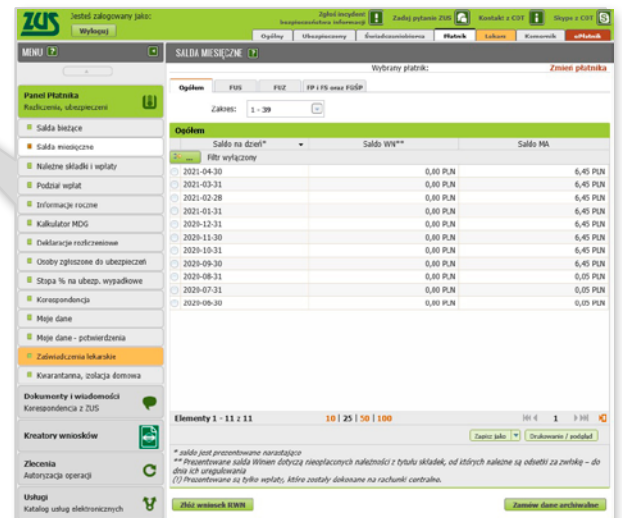 ZUS
Jesteś zalogowany jako:
Wyloguj
Zgłoś incydent
bezpieczeństwa informacji
Zadaj pytanie ZUS
Kontakt z COT
Skype z COT
Ogólny
Ubezpieczony
Świadczeniobiorca
Płatnik
Lekarz
Komornik
ePłatnik
MENU
SALDA MIESIĘCZNE
Wybrany płatnik:
Zmień płatnika
Panel Płatnika
Rozliczenia, ubezpieczeni
Salda bieżące
Salda miesięczne
Należne składki i wpłaty
Podział wpłat
Informacje roczne
Kalkulator MDG
Deklaracje rozliczeniowe
Osoby zgłoszone do ubezpieczeń
Stopa % na ubezp. wypadkowe
Korespondencja
Moje dane
Moje dane - potwierdzenia
Zaświadczenia lekarskie
Kwarantanna, izolacja domowa
Dokumenty i wiadomości
Korespondencja z ZUS
Kreatory wniosków
Zlecenia
Autoryzacja operacji
Usługi
Katalog usług elektronicznych
Ogółem
FUS
FUZ
FP i FS oraz FGŚP
Zakres:
1 - 39
Ogółem
Saldo na dzień*
Saldo WN**
Saldo MA
Filtr wyłączony
2021-04-30 0,00 PLN 6,45 PLN
2021-03-31 0,00 PLN 6,45 PLN
2021-02-28 0,00 PLN 6,45 PLN
2021-01-31 0,00 PLN 6,45 PLN
2020-12-31 0,00 PLN 6,45 PLN
2020-11-30 0,00 PLN 6,45 PLN
2020-10-31 0,00 PLN 6,45 PLN
2020-09-30 0,00 PLN 6,45 PLN
2020-08-31 0,00 PLN 0,05 PLN
2020-07-31 0,00 PLN 0,05 PLN
2020-06-30 0,00 PLN 0,05 PLN
Elementy 1 - 11 z 11
10 | 25 | 50 | 100
1
Zapisz jako
Drukowanie / podgląd
* saldo jest prezentowane narastająco
** Prezentowane salda Winien dotyczą nieopłaconych należności z tytułu składek, od których należne są odsetki za zwłokę – do
dnia ich uregulowania
(!) Prezentowane są tylko wpłaty, które zostały dokonane na rachunki centralne.
Złóż wniosek RWN
Zamów dane archiwalne